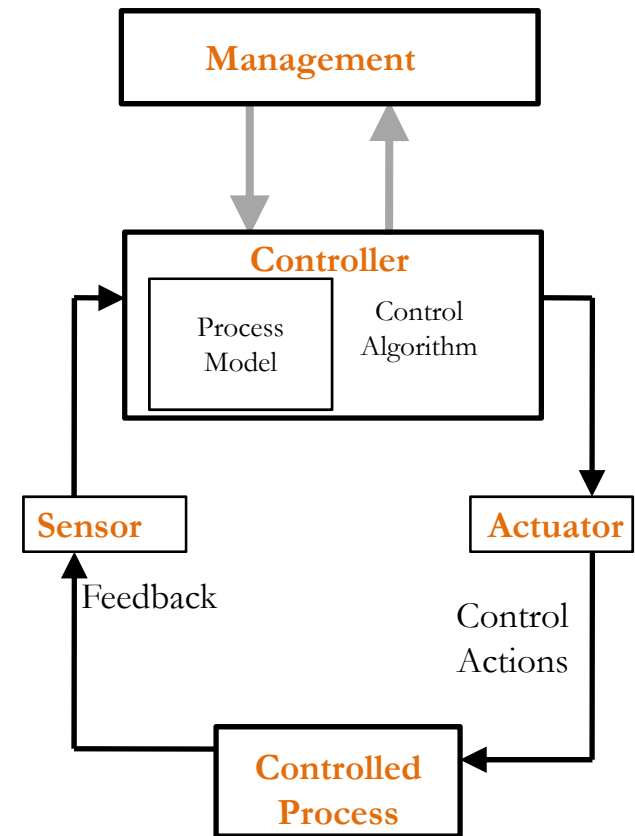 Management
Controller
Process
Model
Control
Algorithm
Sensor
Actuator
Feedback
Control
Actions
Controlled
Process